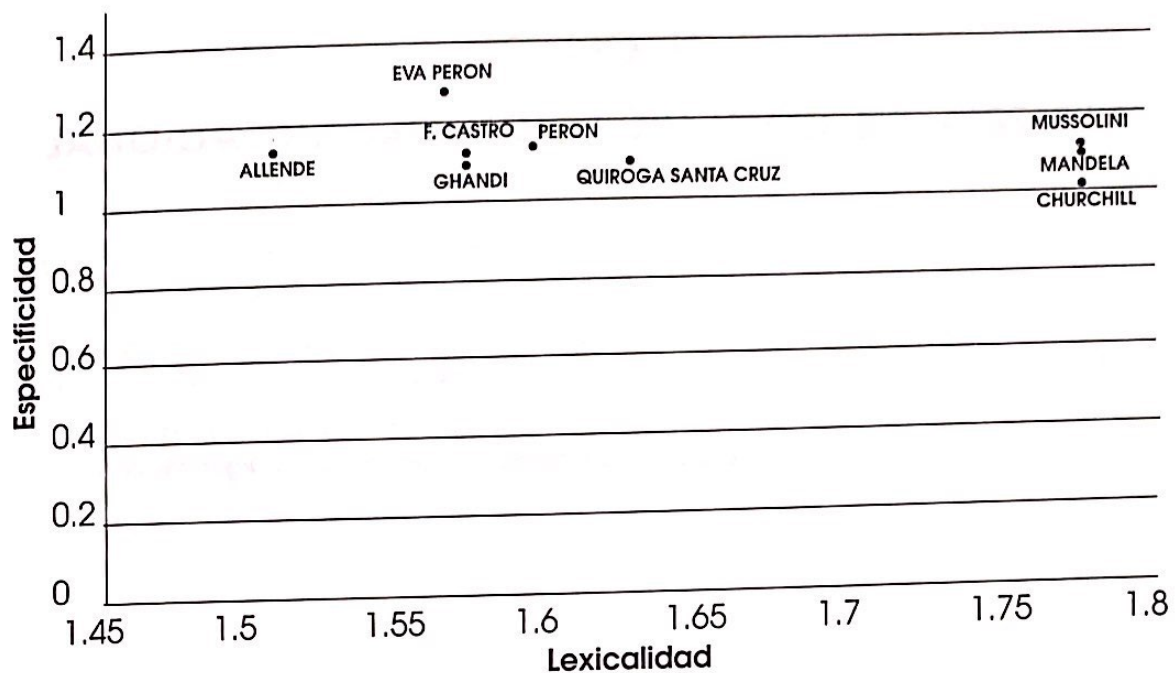 1.4
EVA PERON
1.2
F. CASTRO PERON
MUSSOLINI
ALLENDE
GHANDI
QUIROGA SANTA CRUZ
MANDELA
CHURCHILL
1
0.8
0.6
0.4
0.2
0
Especificidad
1.45 1.5 1.55 1.6 1.65 1.7 1.75 1.8
Lexicalidad